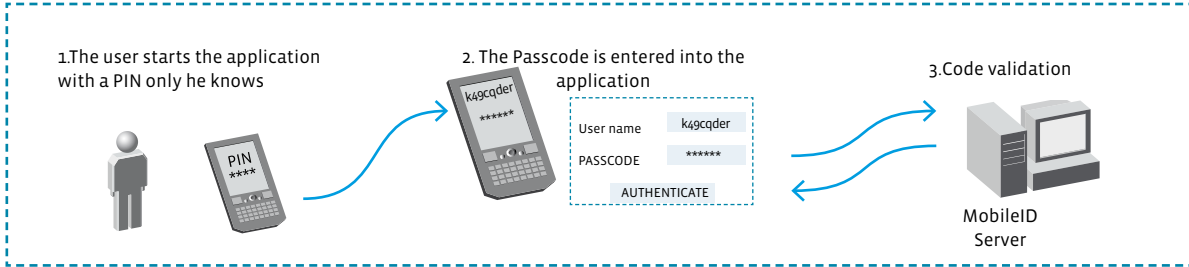 1.The user starts the application
with a PIN only he knows
PIN
****
2. The Passcode is entered into the
application
k49cqder
******
User name k49cqder
PASSCODE ******
AUTHENTICATE
3.Code validation
MobileID
Server